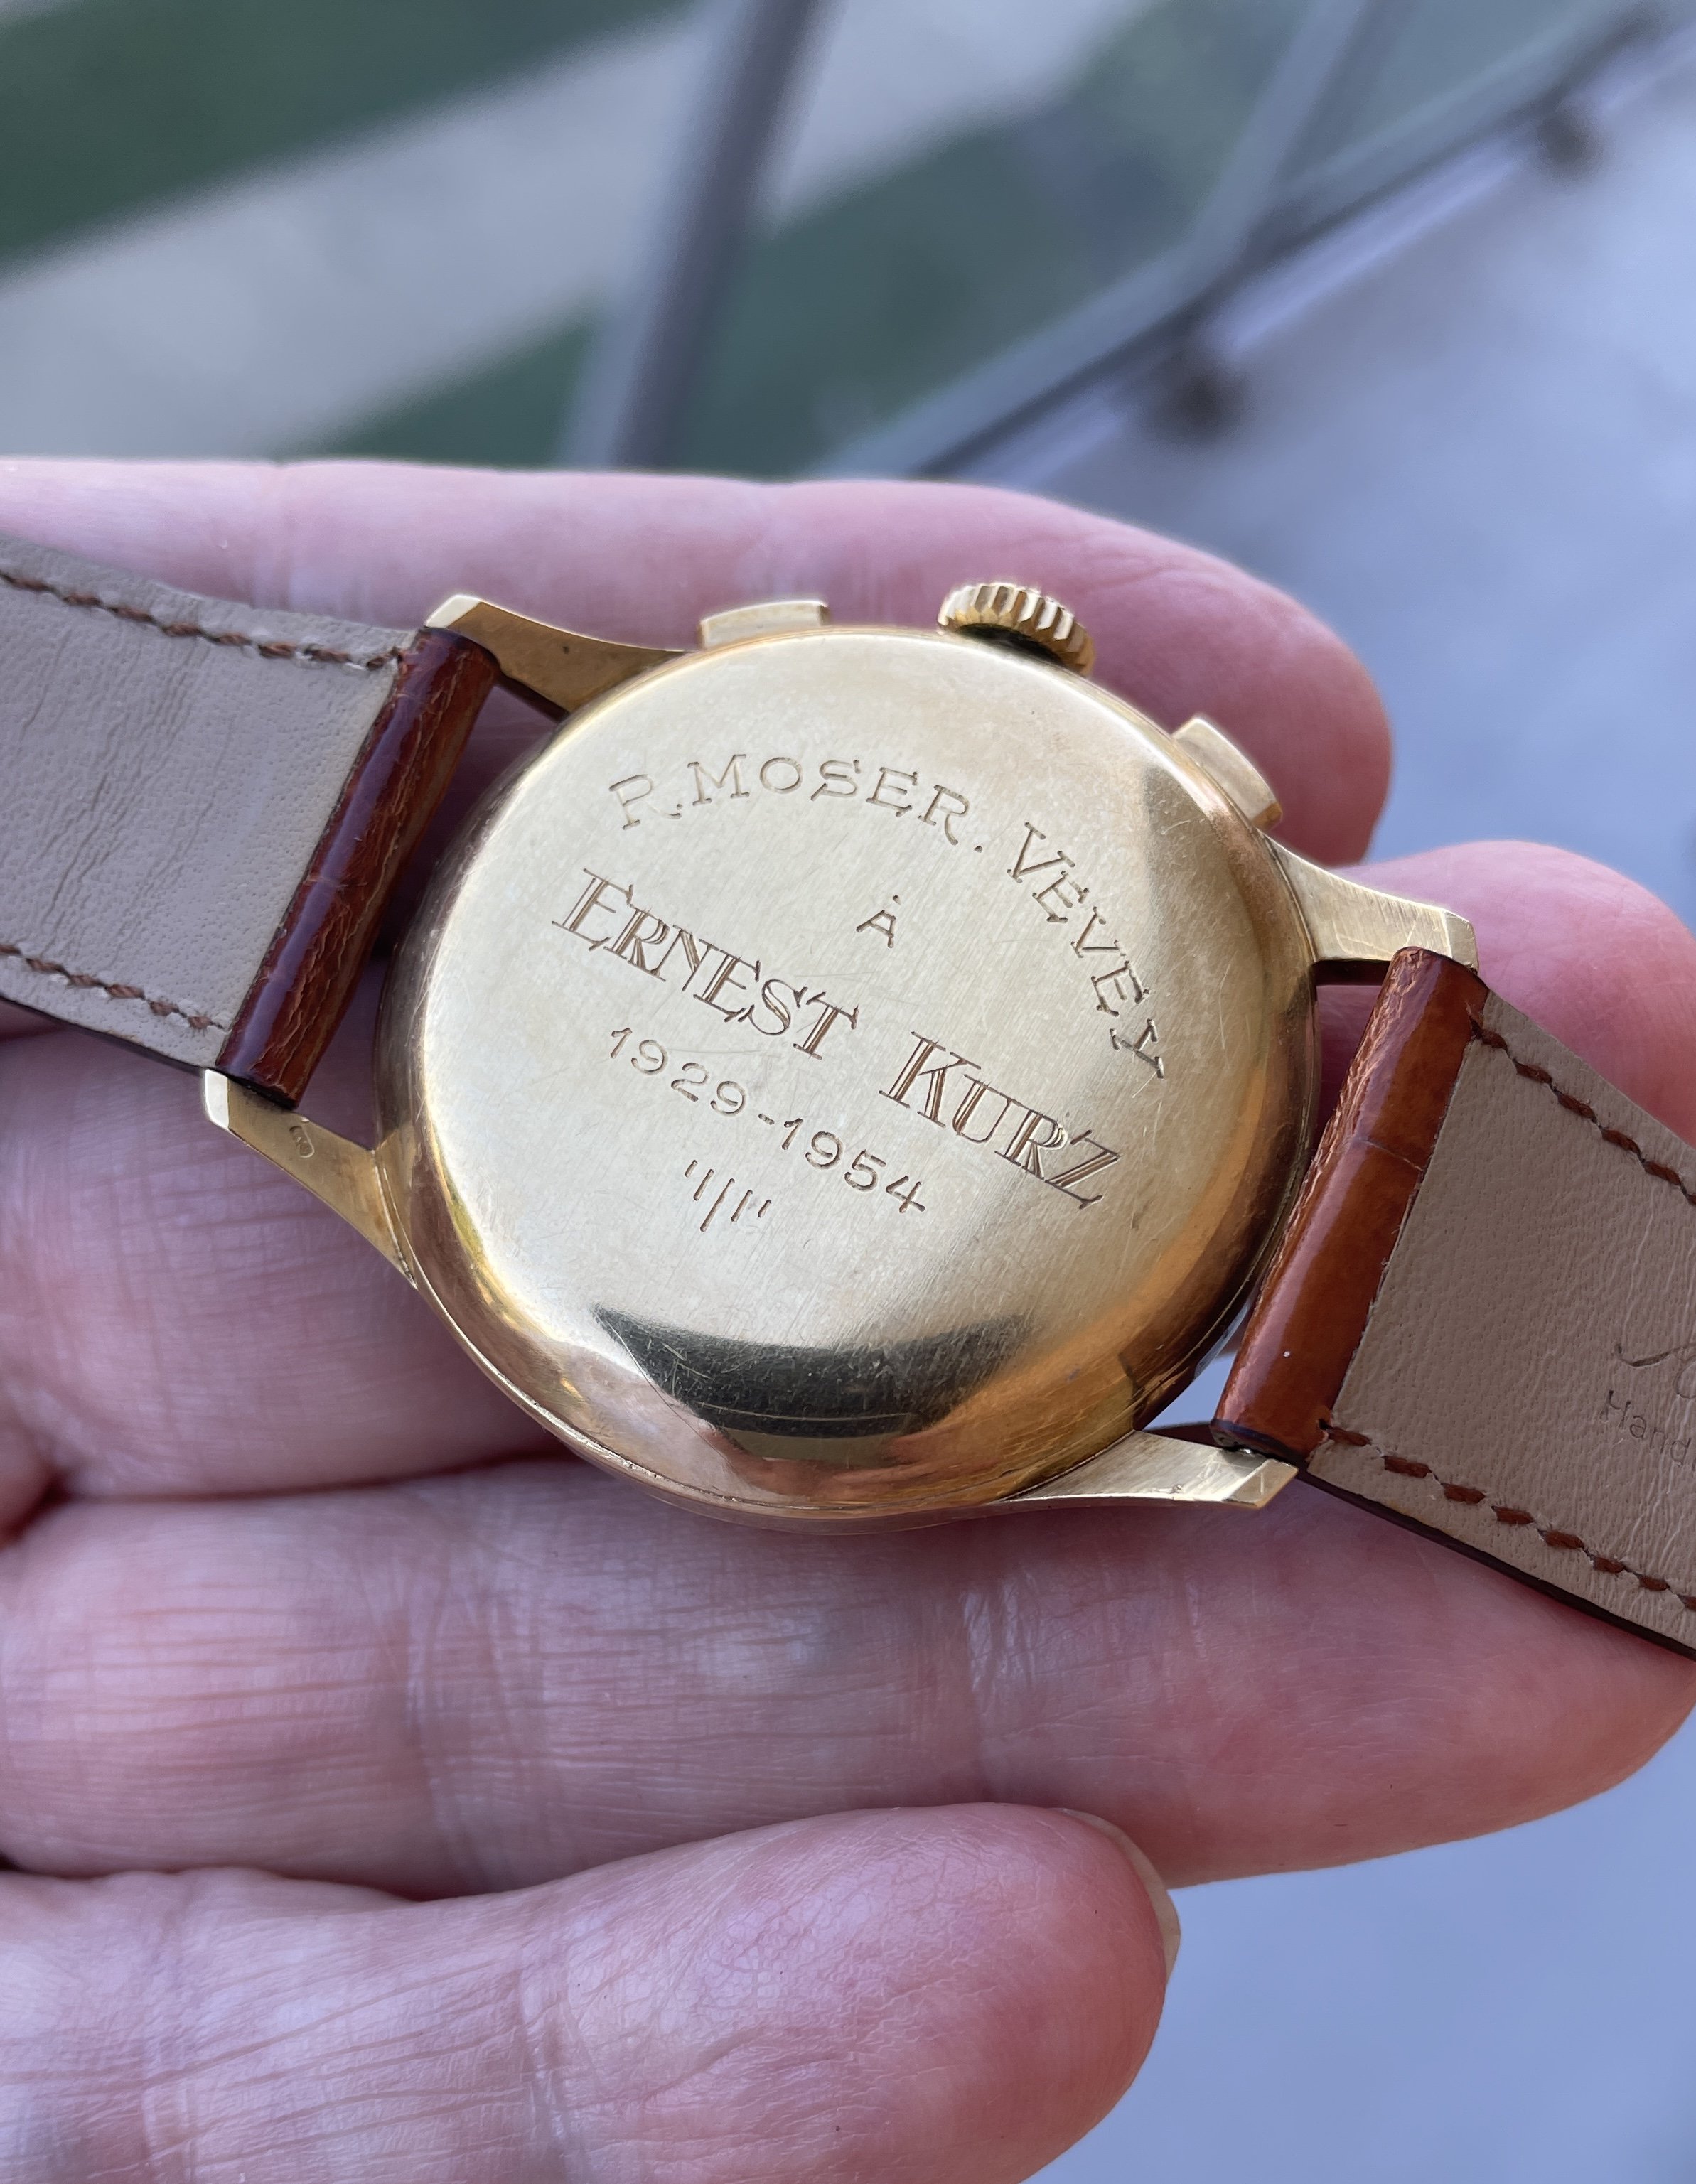 R. MOSER. VEVEY
À
ERNEST KURZ
1929-1954